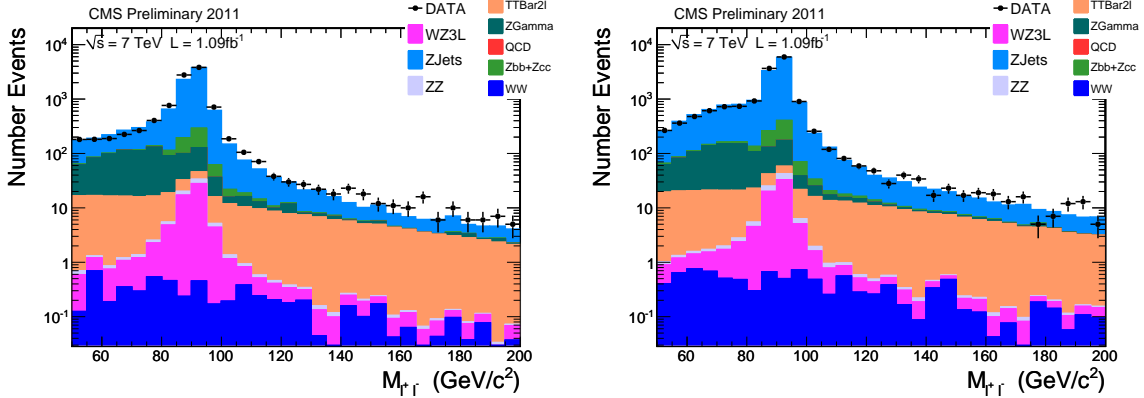 CMS Preliminary 2011
√s = 7 TeV L = 1.09fb⁻¹
DATA
WZ3L
ZJets
ZZ
TTBar2l
ZGamma
QCD
Zbb+Zcc
WW
Number Events
10⁴
10³
10²
10
1
10⁻¹
60 80 100 120 140 160 180 200
M l⁺ l⁻ (GeV/c²)
CMS Preliminary 2011
√s = 7 TeV L = 1.09fb⁻¹
DATA
WZ3L
ZJets
ZZ
TTBar2l
ZGamma
QCD
Zbb+Zcc
WW
Number Events
10⁴
10³
10²
10
1
10⁻¹
60 80 100 120 140 160 180 200
M l⁺ l⁻ (GeV/c²)